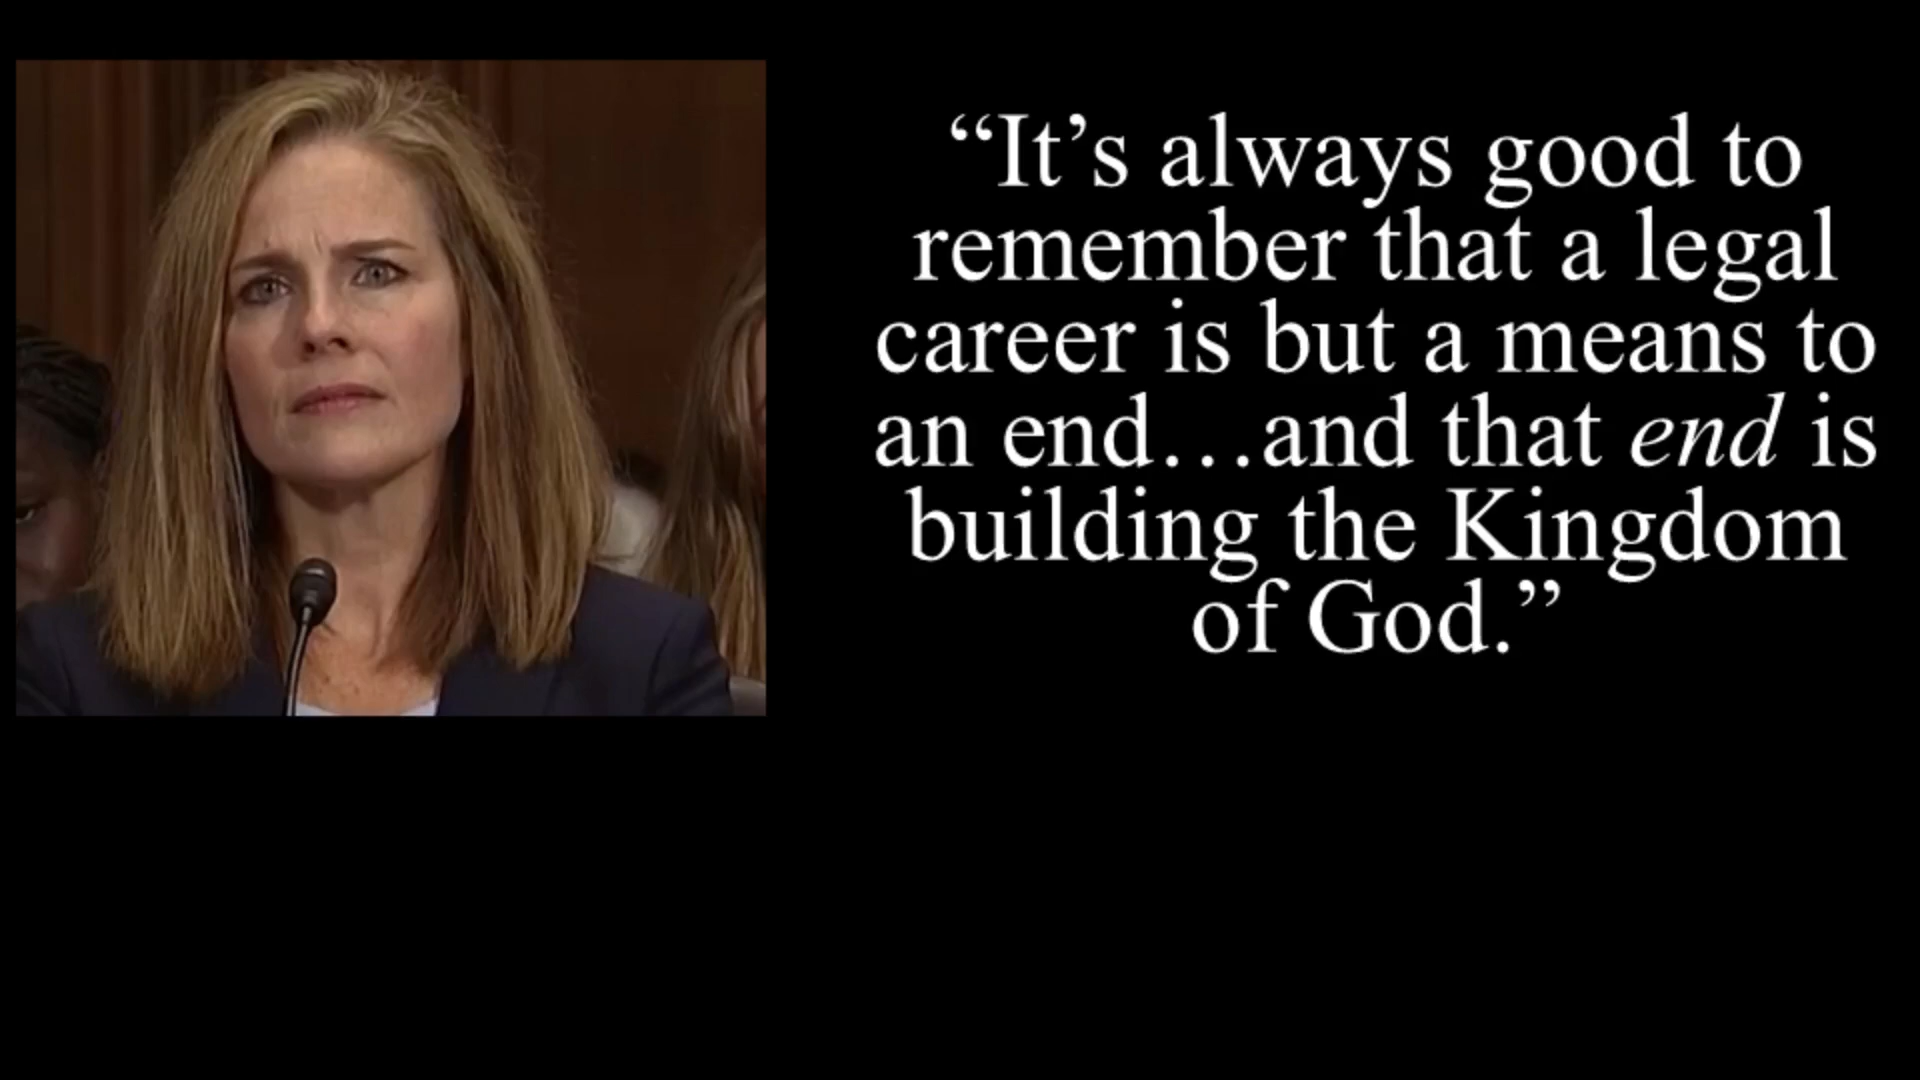 “It’s always good to
remember that a legal
career is but a means to
an end…and that end is
building the Kingdom
of God.”